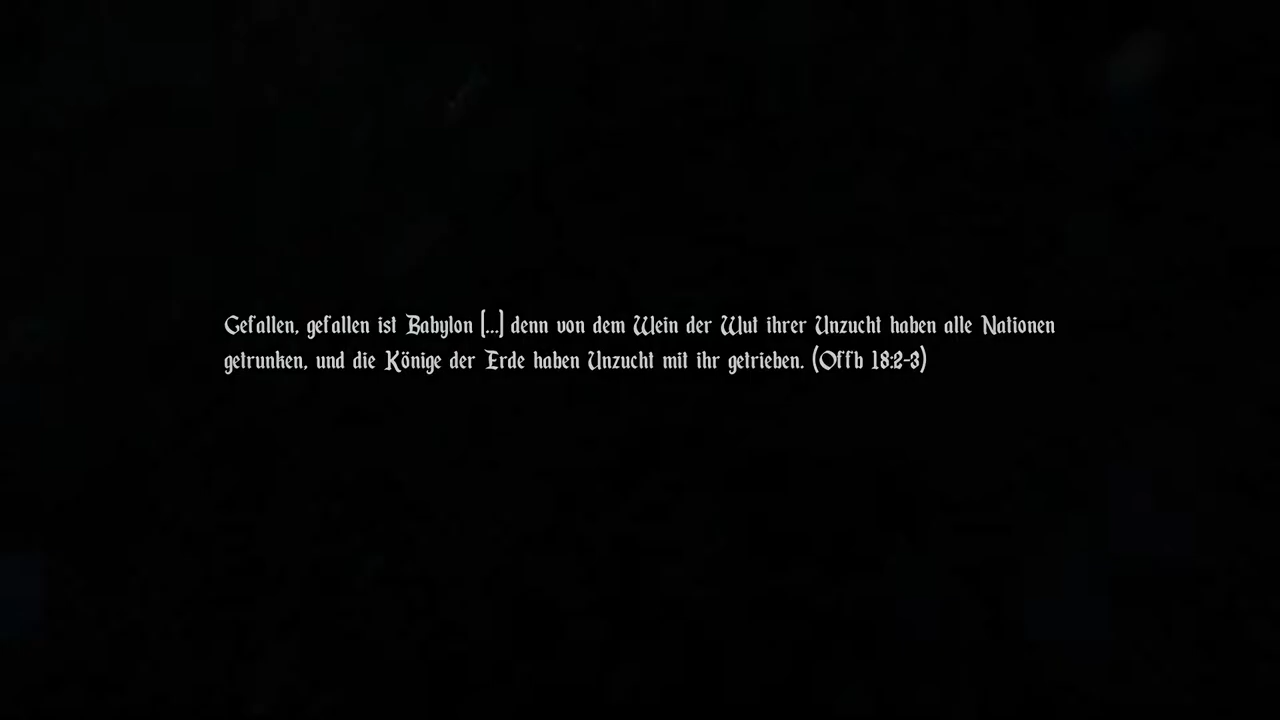 Gefallen, gefallen ist Babylon [...] denn von dem Wein der Wut ihrer Unzucht haben alle Nationen
getrunken, und die Könige der Erde haben Unzucht mit ihr getrieben. (Offb 18:2-3)